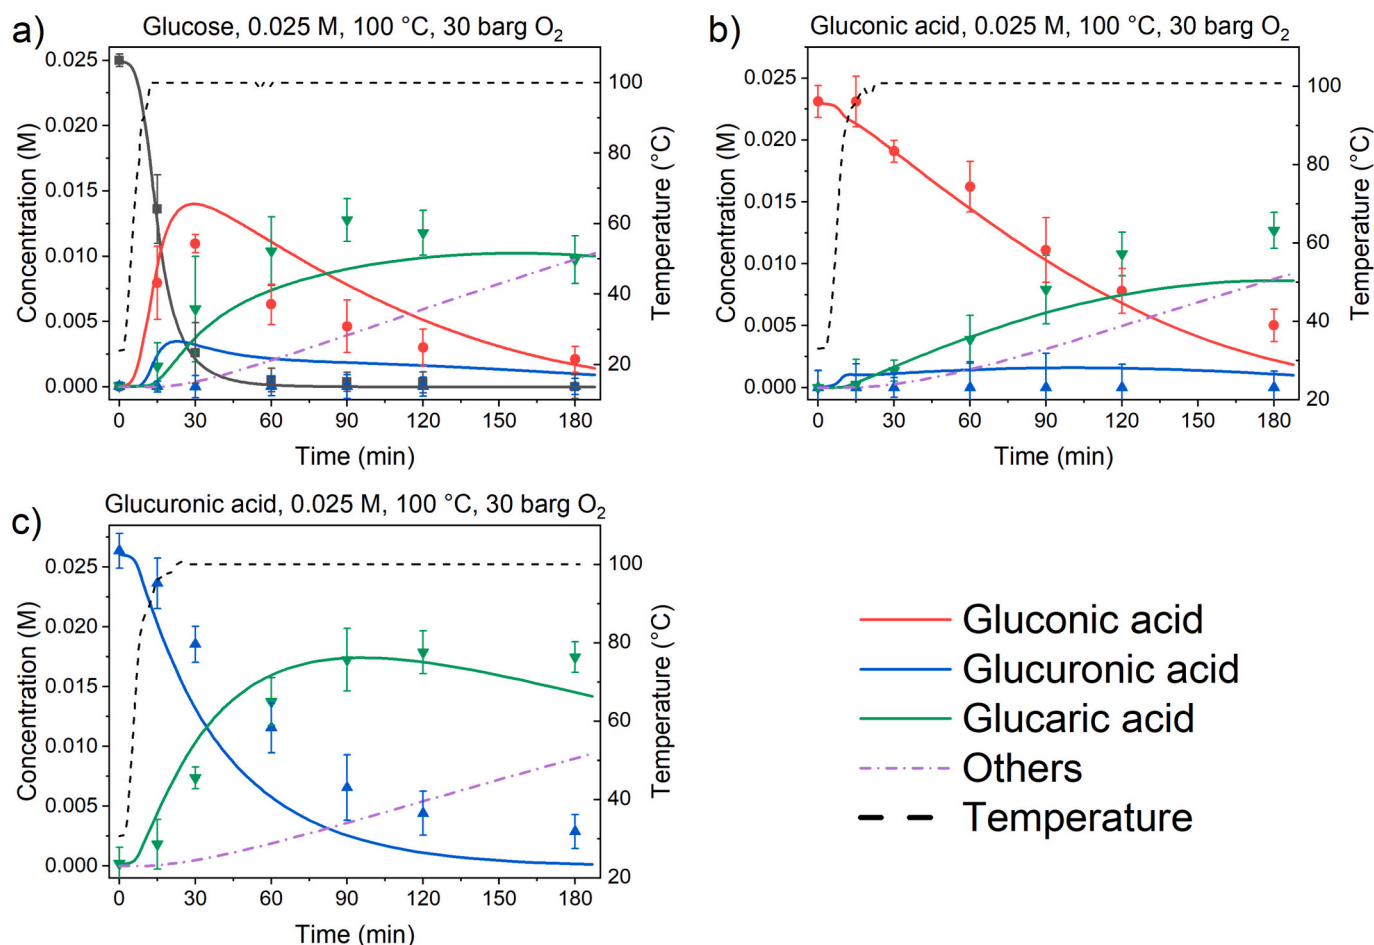 a)
Glucose, 0.025 M, 100 °C, 30 barg O₂
Concentration (M)
0.025
0.020
0.015
0.010
0.005
0.000
0 30 60 90 120 150 180
Time (min)
100
80
60
40
20
Temperature (°C)
b)
Gluconic acid, 0.025 M, 100 °C, 30 barg O₂
Concentration (M)
0.025
0.020
0.015
0.010
0.005
0.000
0 30 60 90 120 150 180
Time (min)
100
80
60
40
20
Temperature (°C)
c)
Glucuronic acid, 0.025 M, 100 °C, 30 barg O₂
Concentration (M)
0.025
0.020
0.015
0.010
0.005
0.000
0 30 60 90 120 150 180
Time (min)
100
80
60
40
20
Temperature (°C)
Gluconic acid
Glucuronic acid
Glucaric acid
Others
Temperature